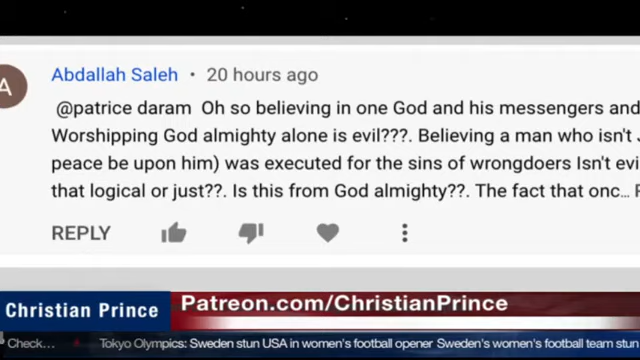 A
Abdallah Saleh • 20 hours ago
@patrice daram Oh so believing in one God and his messengers and
Worshipping God almighty alone is evil???. Believing a man who isn't J
peace be upon him) was executed for the sins of wrongdoers Isn't evi
that logical or just??. Is this from God almighty??. The fact that onc...
REPLY
Christian Prince
Patreon.com/ChristianPrince
Check...
Tokyo Olympics: Sweden stun USA in women's football opener Sweden's women's football team stun